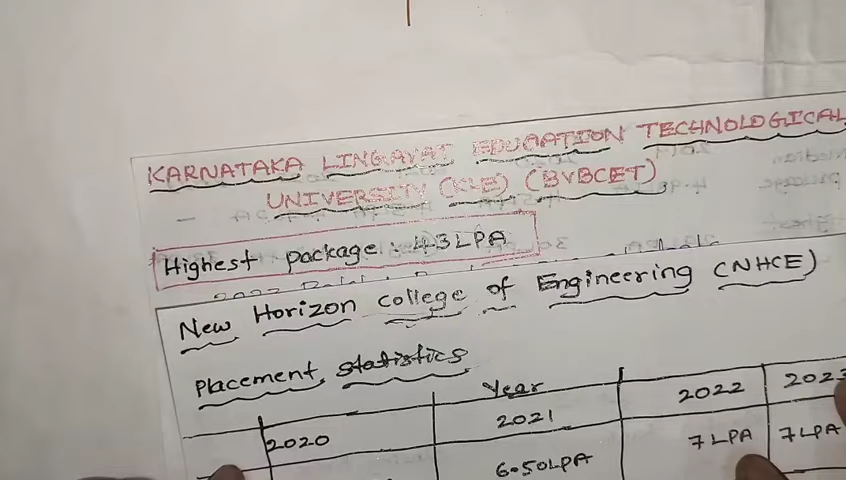 KARNATAKA LINGAYAT EDUCATION TECHNOLOGICAL
UNIVERSITY (KLE) (BVBCET)
Highest package: 43LPA
New Horizon college of Engineering (NHCE)
Placement statistics
Year
2020 2021 2022 2023
6.50LPA 7LPA 7LPA